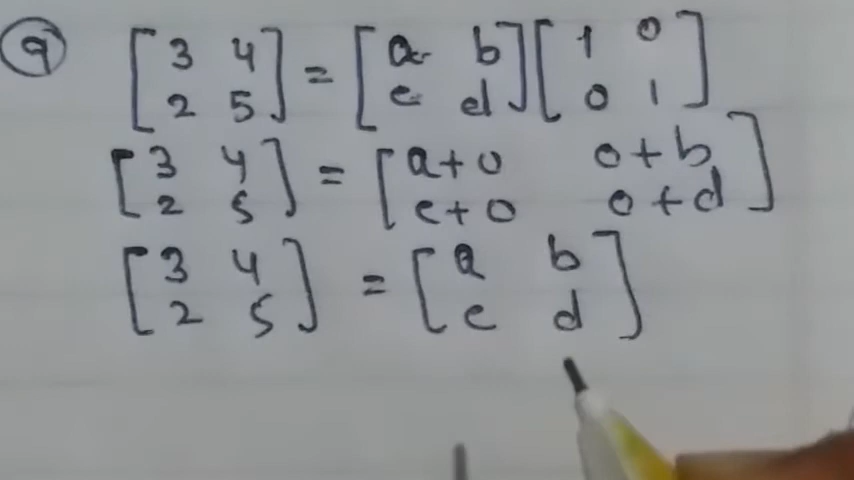 9 [3 4 2 5] = [a b c d] [1 0 0 1]
[3 4 2 5] = [a+0 0+b c+0 0+d]
[3 4 2 5] = [a b c d]